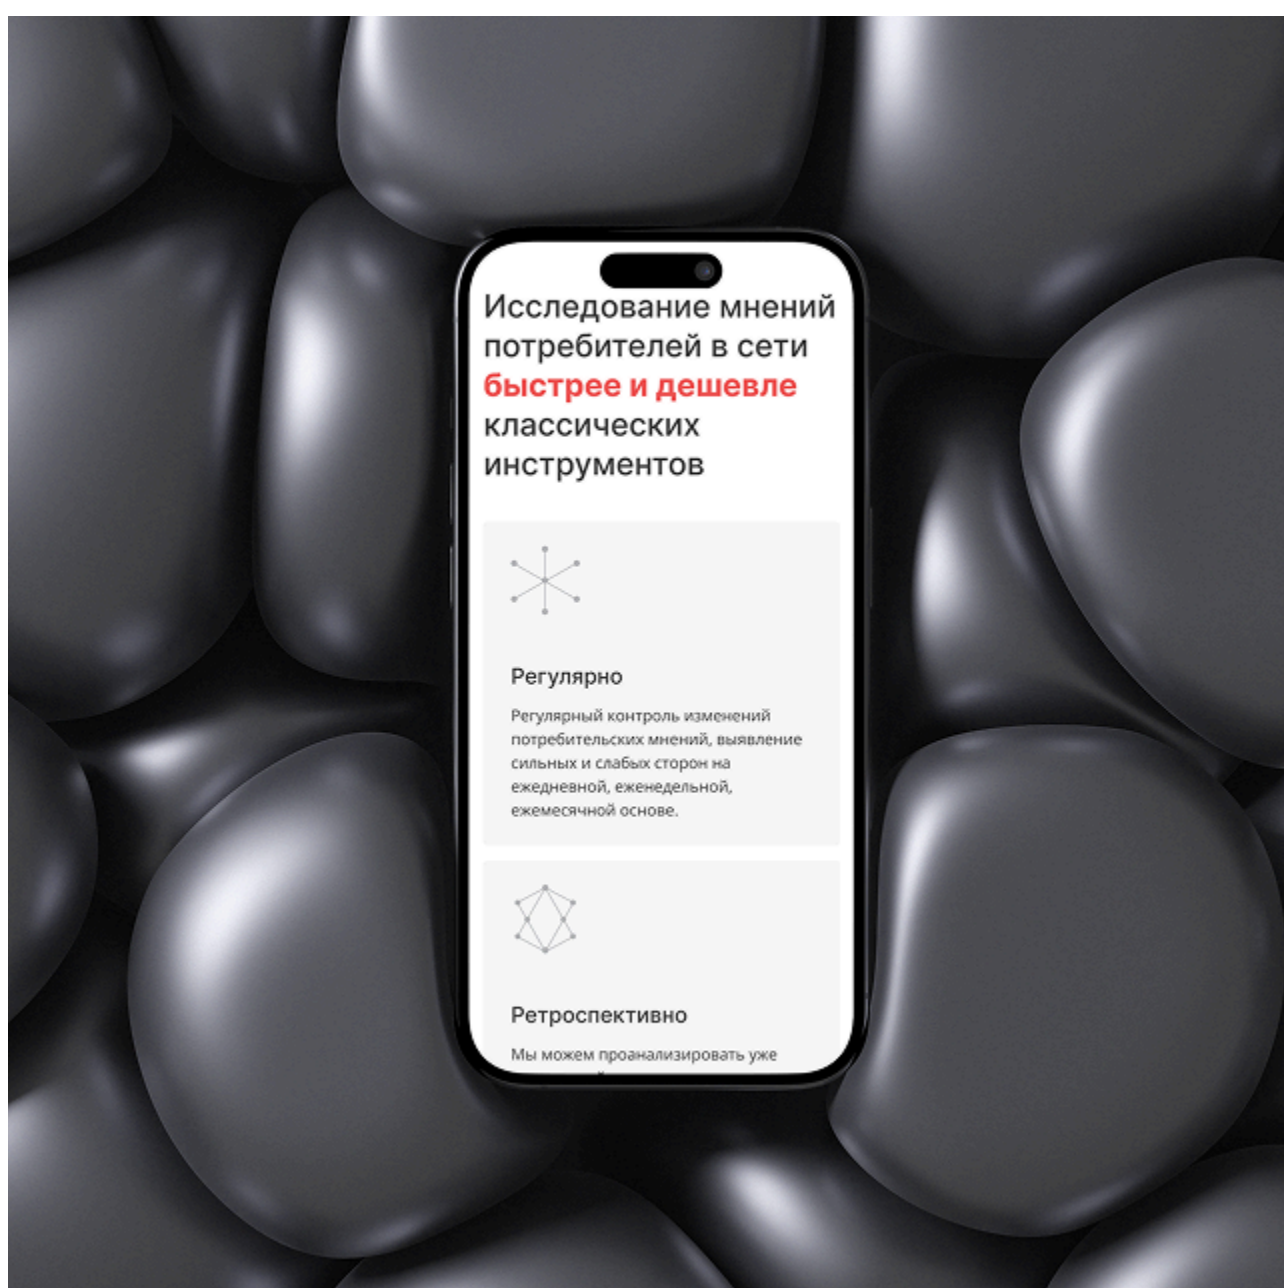 Исследование мнений
потребителей в сети
быстрее и дешевле
классических
инструментов
Регулярно
Регулярный контроль изменений
потребительских мнений, выявление
сильных и слабых сторон на
ежедневной, еженедельной,
ежемесячной основе.
Ретроспективно
Мы можем проанализировать уже